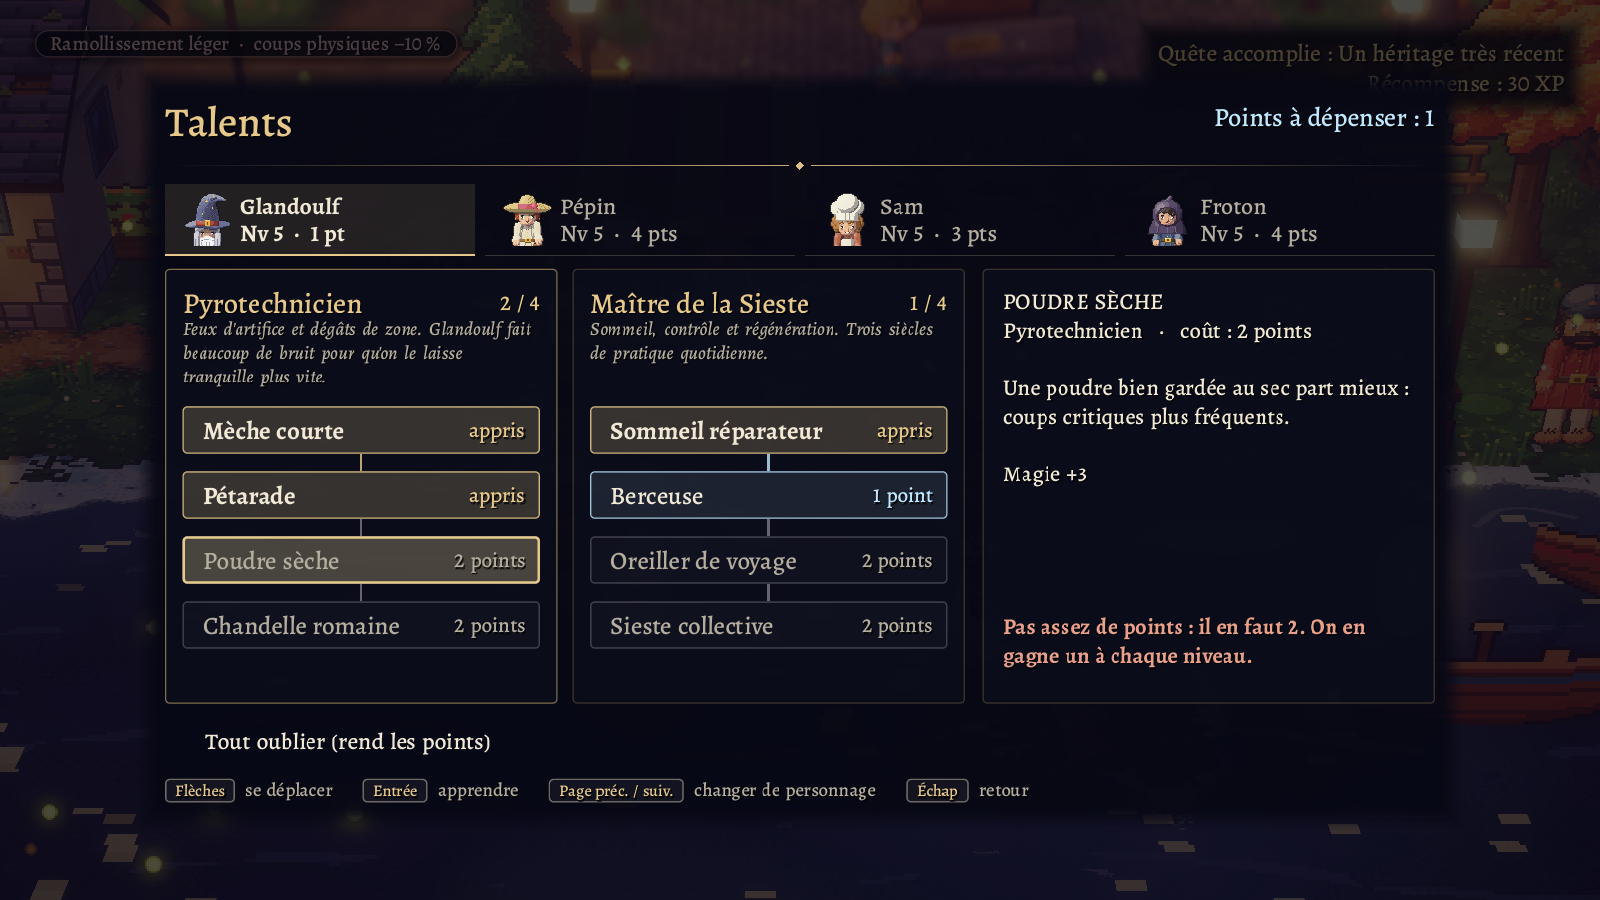 Ramollissement léger · coups physiques −10 %
Quête accomplie : Un héritage très récent
Récompense : 30 XP
Talents
Points à dépenser : 1
Glandoulf
Nv 5 · 1 pt
Pépin
Nv 5 · 4 pts
Sam
Nv 5 · 3 pts
Froton
Nv 5 · 4 pts
Pyrotechnicien 2 / 4
Feux d'artifice et dégâts de zone. Glandoulf fait
beaucoup de bruit pour qu'on le laisse
tranquille plus vite.
Mèche courte appris
Pétarade appris
Poudre sèche 2 points
Chandelle romaine 2 points
Maître de la Sieste 1 / 4
Sommeil, contrôle et régénération. Trois siècles
de pratique quotidienne.
Sommeil réparateur appris
Berceuse 1 point
Oreiller de voyage 2 points
Sieste collective 2 points
POUDRE SÈCHE
Pyrotechnicien · coût : 2 points
Une poudre bien gardée au sec part mieux :
coups critiques plus fréquents.
Magie +3
Pas assez de points : il en faut 2. On en
gagne un à chaque niveau.
Tout oublier (rend les points)
Flèches se déplacer Entrée apprendre Page préc. / suiv. changer de personnage Échap retour